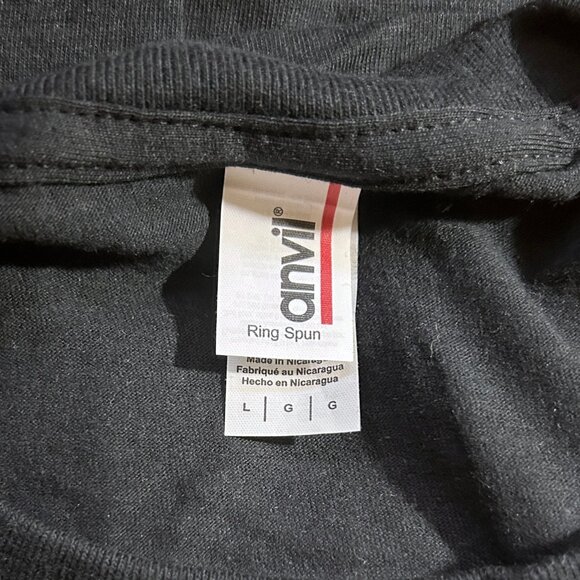 anvil®
Ring Spun
Made in Nicaragua
Fabriqué au Nicaragua
Hecho en Nicaragua
L | G | G